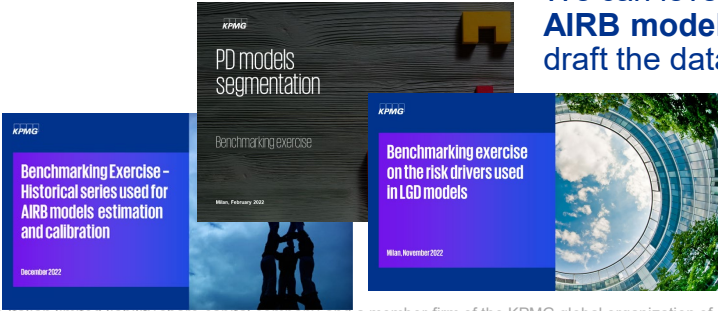 AIRB model
draft the data
KPMG
PD models
segmentation
Benchmarking exercise
Milan, February 2022
KPMG
Benchmarking Exercise –
Historical series used for
AIRB models estimation
and calibration
December 2022
KPMG
Benchmarking exercise
on the risk drivers used
in LGD models
Milan, November 2022
member firm of the KPMG global organization of